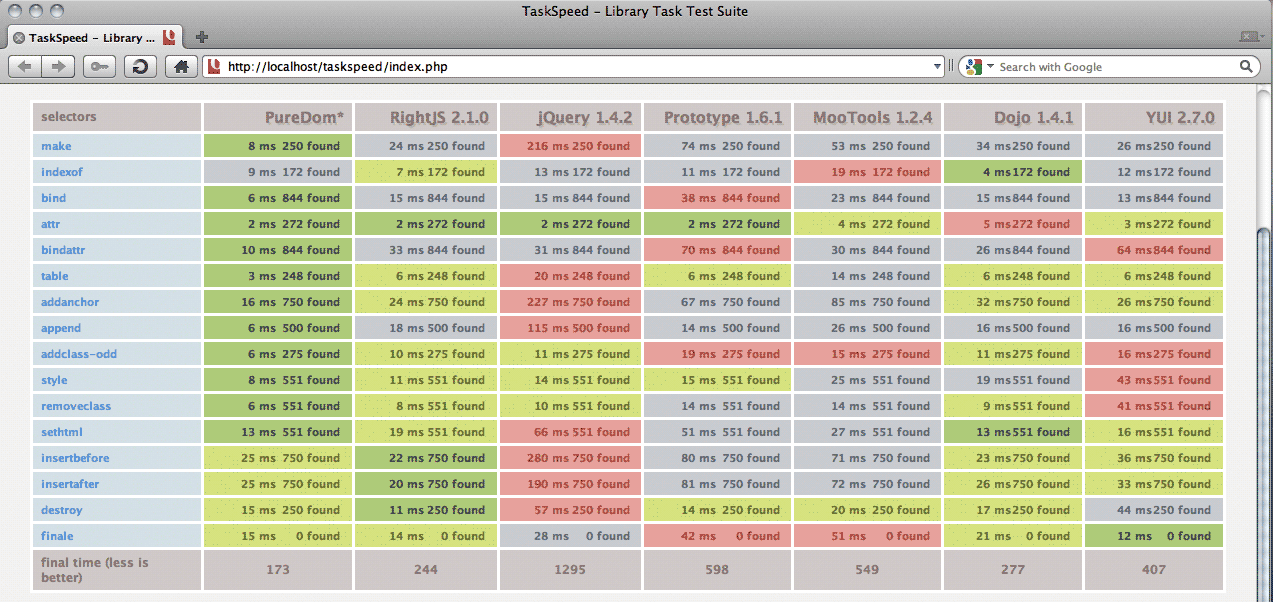 TaskSpeed – Library Task Test Suite
TaskSpeed – Library ...
http://localhost/taskspeed/index.php Search with Google
selectors PureDom* RightJS 2.1.0 jQuery 1.4.2 Prototype 1.6.1 MooTools 1.2.4 Dojo 1.4.1 YUI 2.7.0
make 8 ms 250 found 24 ms 250 found 216 ms 250 found 74 ms 250 found 53 ms 250 found 34 ms 250 found 26 ms 250 found
indexof 9 ms 172 found 7 ms 172 found 13 ms 172 found 11 ms 172 found 19 ms 172 found 4 ms 172 found 12 ms 172 found
bind 6 ms 844 found 15 ms 844 found 15 ms 844 found 38 ms 844 found 23 ms 844 found 15 ms 844 found 13 ms 844 found
attr 2 ms 272 found 2 ms 272 found 2 ms 272 found 2 ms 272 found 4 ms 272 found 5 ms 272 found 3 ms 272 found
bindattr 10 ms 844 found 33 ms 844 found 31 ms 844 found 70 ms 844 found 30 ms 844 found 26 ms 844 found 64 ms 844 found
table 3 ms 248 found 6 ms 248 found 20 ms 248 found 6 ms 248 found 14 ms 248 found 6 ms 248 found 6 ms 248 found
addanchor 16 ms 750 found 24 ms 750 found 227 ms 750 found 67 ms 750 found 85 ms 750 found 32 ms 750 found 26 ms 750 found
append 6 ms 500 found 18 ms 500 found 115 ms 500 found 14 ms 500 found 26 ms 500 found 16 ms 500 found 16 ms 500 found
addclass-odd 6 ms 275 found 10 ms 275 found 11 ms 275 found 19 ms 275 found 15 ms 275 found 11 ms 275 found 16 ms 275 found
style 8 ms 551 found 11 ms 551 found 14 ms 551 found 15 ms 551 found 25 ms 551 found 19 ms 551 found 43 ms 551 found
removeclass 6 ms 551 found 8 ms 551 found 10 ms 551 found 14 ms 551 found 14 ms 551 found 9 ms 551 found 41 ms 551 found
sethtml 13 ms 551 found 19 ms 551 found 66 ms 551 found 51 ms 551 found 27 ms 551 found 13 ms 551 found 16 ms 551 found
insertbefore 25 ms 750 found 22 ms 750 found 280 ms 750 found 80 ms 750 found 71 ms 750 found 23 ms 750 found 36 ms 750 found
insertafter 25 ms 750 found 20 ms 750 found 190 ms 750 found 81 ms 750 found 72 ms 750 found 26 ms 750 found 33 ms 750 found
destroy 15 ms 250 found 11 ms 250 found 57 ms 250 found 14 ms 250 found 20 ms 250 found 17 ms 250 found 44 ms 250 found
finale 15 ms 0 found 14 ms 0 found 28 ms 0 found 42 ms 0 found 51 ms 0 found 21 ms 0 found 12 ms 0 found
final time (less is
better) 173 244 1295 598 549 277 407